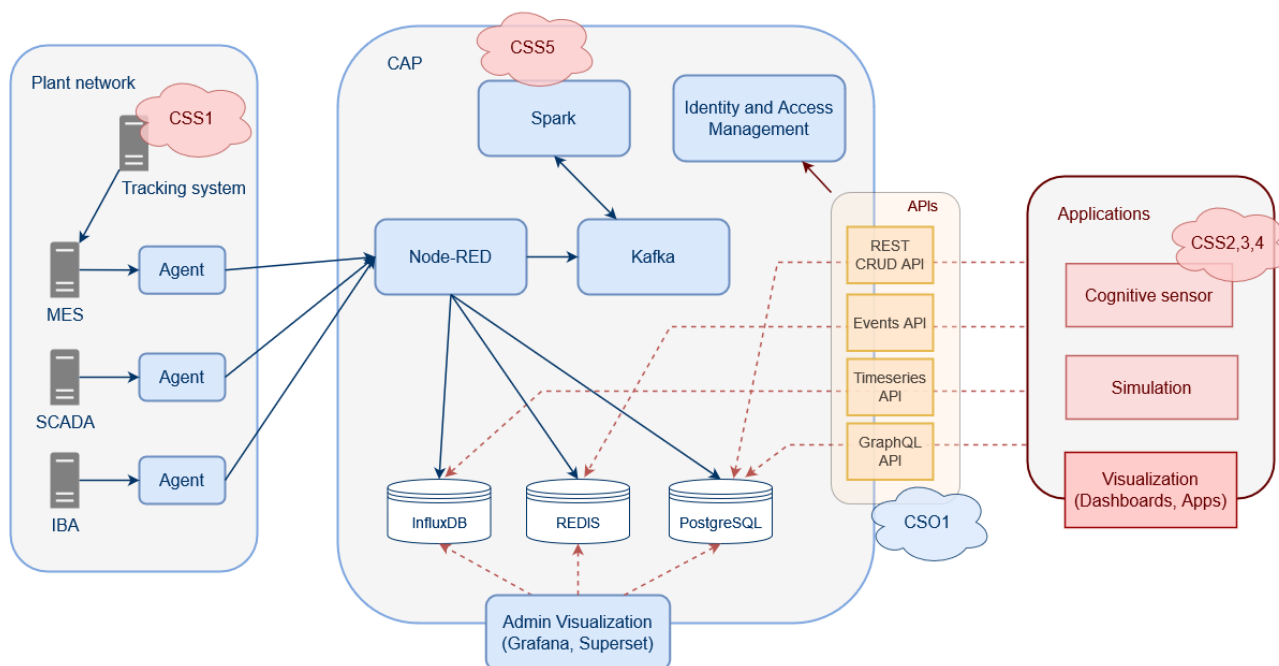 Plant network
CSS1
Tracking system
MES
Agent
SCADA
Agent
IBA
Agent
CAP
CSS5
Spark
Identity and Access
Management
Node-RED
Kafka
InfluxDB
REDIS
PostgreSQL
Admin Visualization
(Grafana, Superset)
APIs
REST
CRUD API
Events API
Timeseries
API
GraphQL
API
CSO1
Applications
CSS2,3,4
Cognitive sensor
Simulation
Visualization
(Dashboards, Apps)